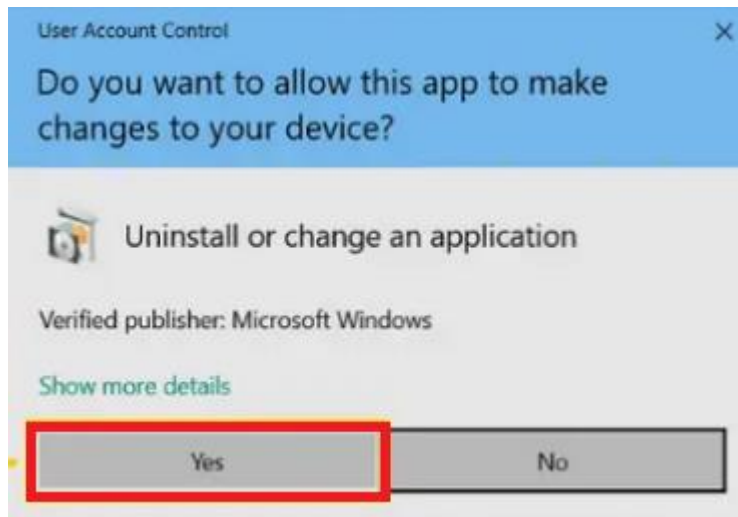 User Account Control
Do you want to allow this app to make
changes to your device?
Uninstall or change an application
Verified publisher: Microsoft Windows
Show more details
Yes No